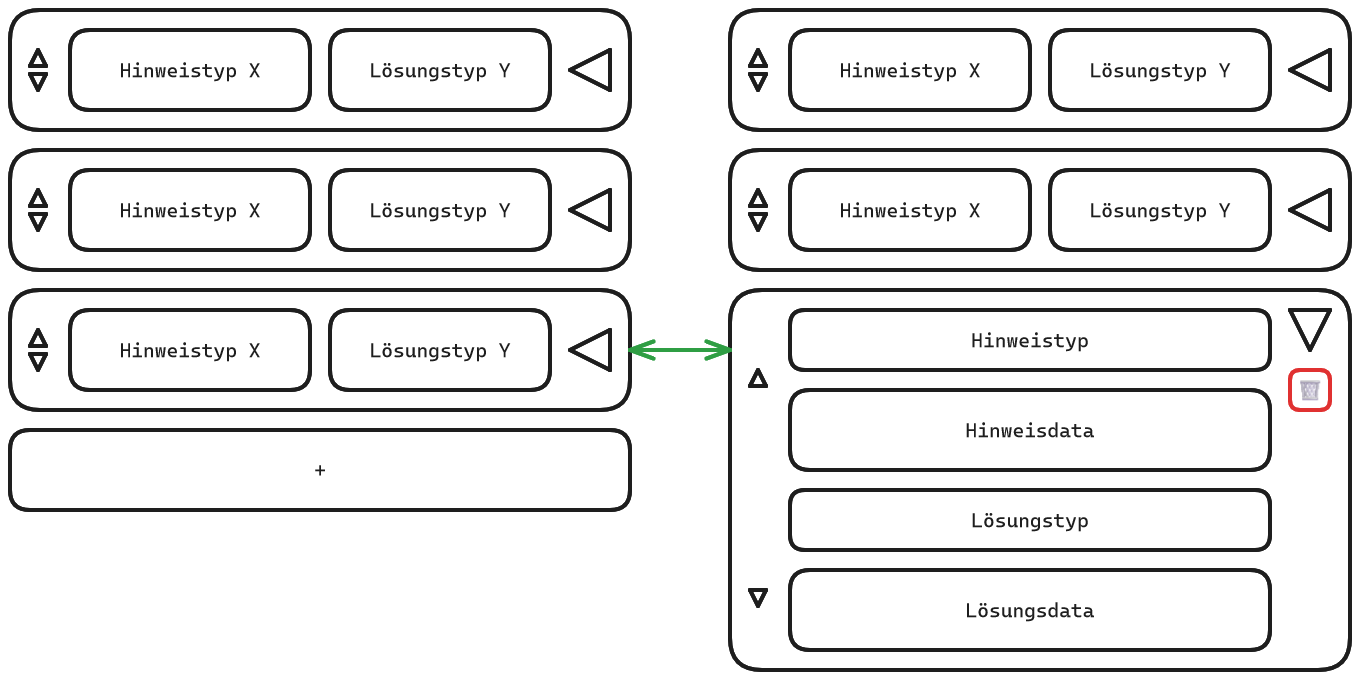 Hinweistyp X
Lösungstyp Y
Hinweistyp X
Lösungstyp Y
Hinweistyp X
Lösungstyp Y
+
Hinweistyp X
Lösungstyp Y
Hinweistyp X
Lösungstyp Y
Hinweistyp
Hinweisdata
Lösungstyp
Lösungsdata